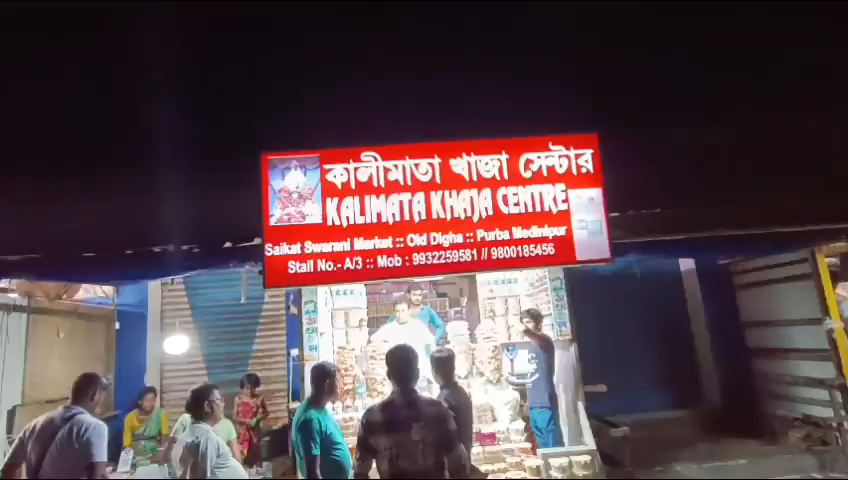 কালীমাতা খাজা সেন্টার
KALIMATA KHAJA CENTRE
Saikat Swarani Market :: Old Digha :: Purba Medinipur
Stall No.- A/3 :: Mob : 9932259581 // 9800185456